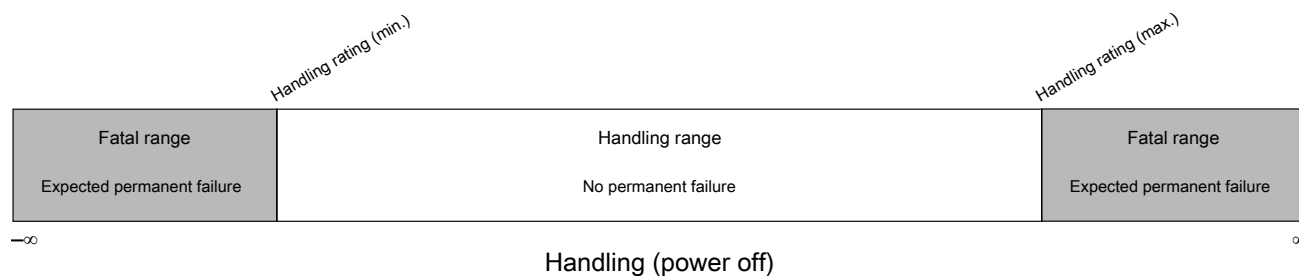 Handling rating (min.)
Handling rating (max.)
Fatal range
Handling range
Fatal range
Expected permanent failure
No permanent failure
Expected permanent failure
–∞
∞
Handling (power off)